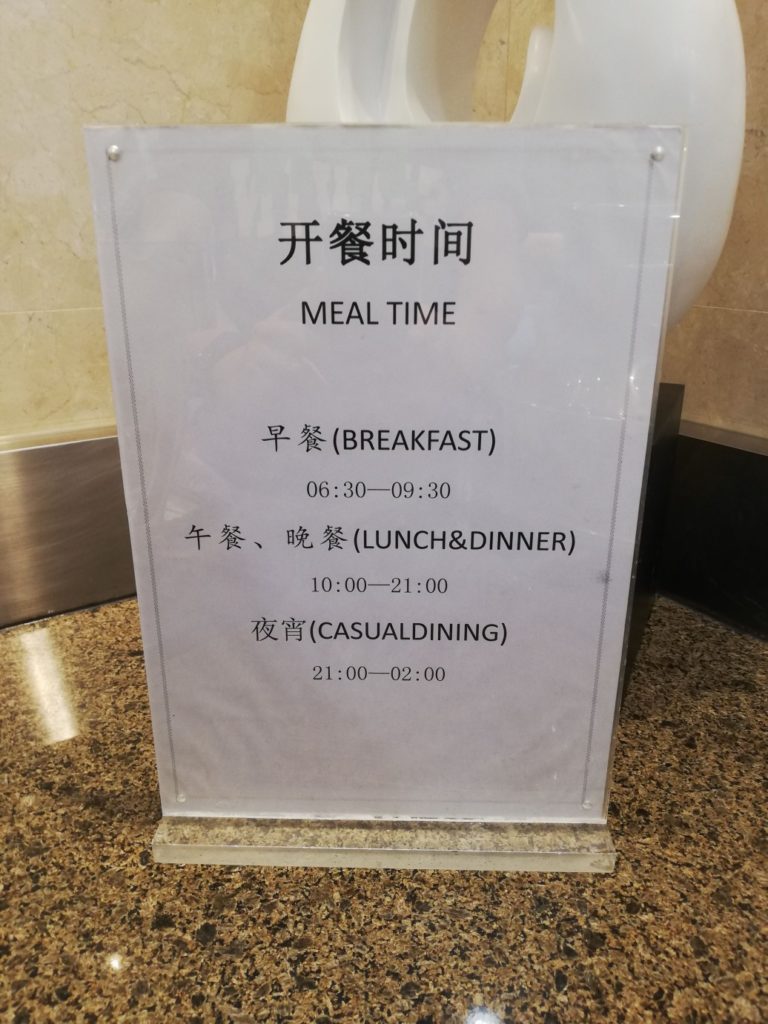 开餐时间
MEAL TIME
早餐(BREAKFAST)
06:30—09:30
午餐、晚餐(LUNCH&DINNER)
10:00—21:00
夜宵(CASUALDINING)
21:00—02:00